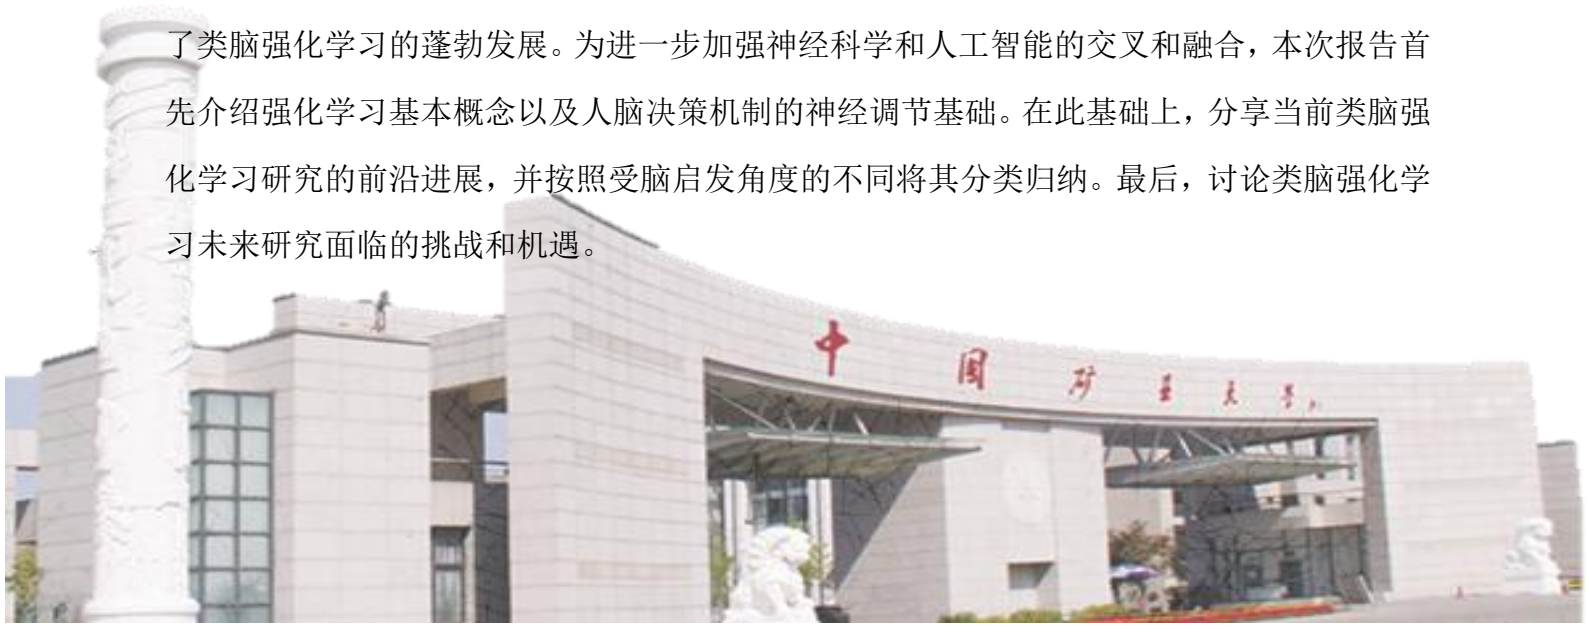 了类脑强化学习的蓬勃发展。为进一步加强神经科学和人工智能的交叉和融合，本次报告首
先介绍强化学习基本概念以及人脑决策机制的神经调节基础。在此基础上，分享当前类脑强
化学习研究的前沿进展，并按照受脑启发角度的不同将其分类归纳。最后，讨论类脑强化学
习未来研究面临的挑战和机遇。
中国矿业大学